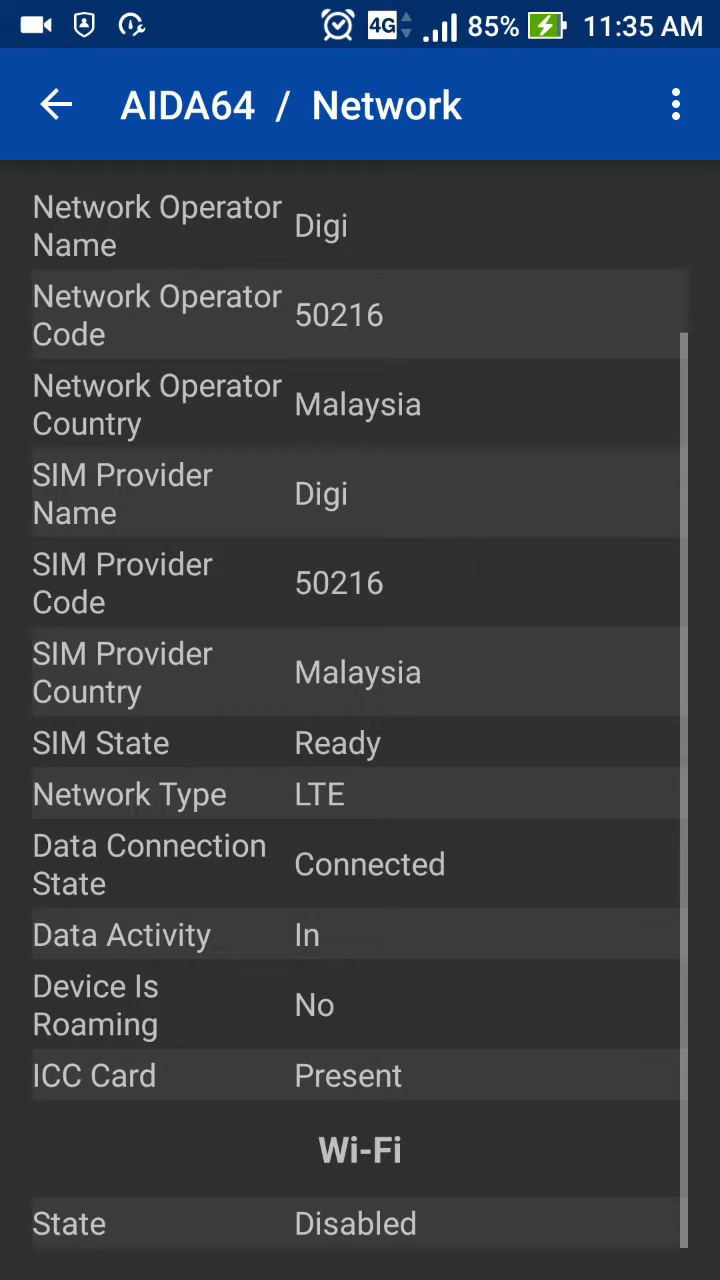 4G 85% 11:35 AM
AIDA64 / Network
Network Operator Name Digi
Network Operator Code 50216
Network Operator Country Malaysia
SIM Provider Name Digi
SIM Provider Code 50216
SIM Provider Country Malaysia
SIM State Ready
Network Type LTE
Data Connection State Connected
Data Activity In
Device Is Roaming No
ICC Card Present
Wi-Fi
State Disabled